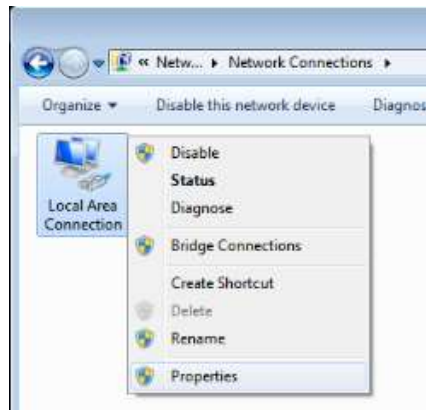 « Netw... ▸ Network Connections ▸
Organize ▾ Disable this network device Diagnos
Local Area
Connection
Disable
Status
Diagnose
Bridge Connections
Create Shortcut
Delete
Rename
Properties